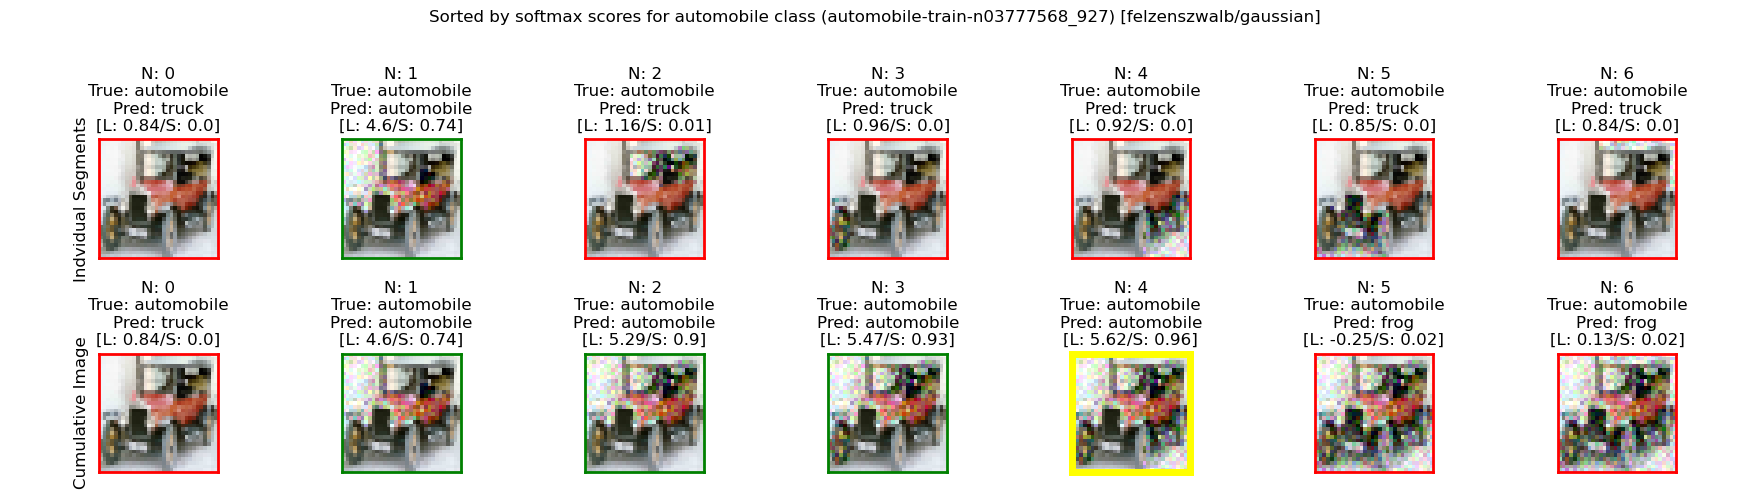 Sorted by softmax scores for automobile class (automobile-train-n03777568_927) [felzenszwalb/gaussian]
Indvidual Segments
N: 0
True: automobile
Pred: truck
[L: 0.84/S: 0.0]
N: 1
True: automobile
Pred: automobile
[L: 4.6/S: 0.74]
N: 2
True: automobile
Pred: truck
[L: 1.16/S: 0.01]
N: 3
True: automobile
Pred: truck
[L: 0.96/S: 0.0]
N: 4
True: automobile
Pred: truck
[L: 0.92/S: 0.0]
N: 5
True: automobile
Pred: truck
[L: 0.85/S: 0.0]
N: 6
True: automobile
Pred: truck
[L: 0.84/S: 0.0]
Cumulative Image
N: 0
True: automobile
Pred: truck
[L: 0.84/S: 0.0]
N: 1
True: automobile
Pred: automobile
[L: 4.6/S: 0.74]
N: 2
True: automobile
Pred: automobile
[L: 5.29/S: 0.9]
N: 3
True: automobile
Pred: automobile
[L: 5.47/S: 0.93]
N: 4
True: automobile
Pred: automobile
[L: 5.62/S: 0.96]
N: 5
True: automobile
Pred: frog
[L: -0.25/S: 0.02]
N: 6
True: automobile
Pred: frog
[L: 0.13/S: 0.02]